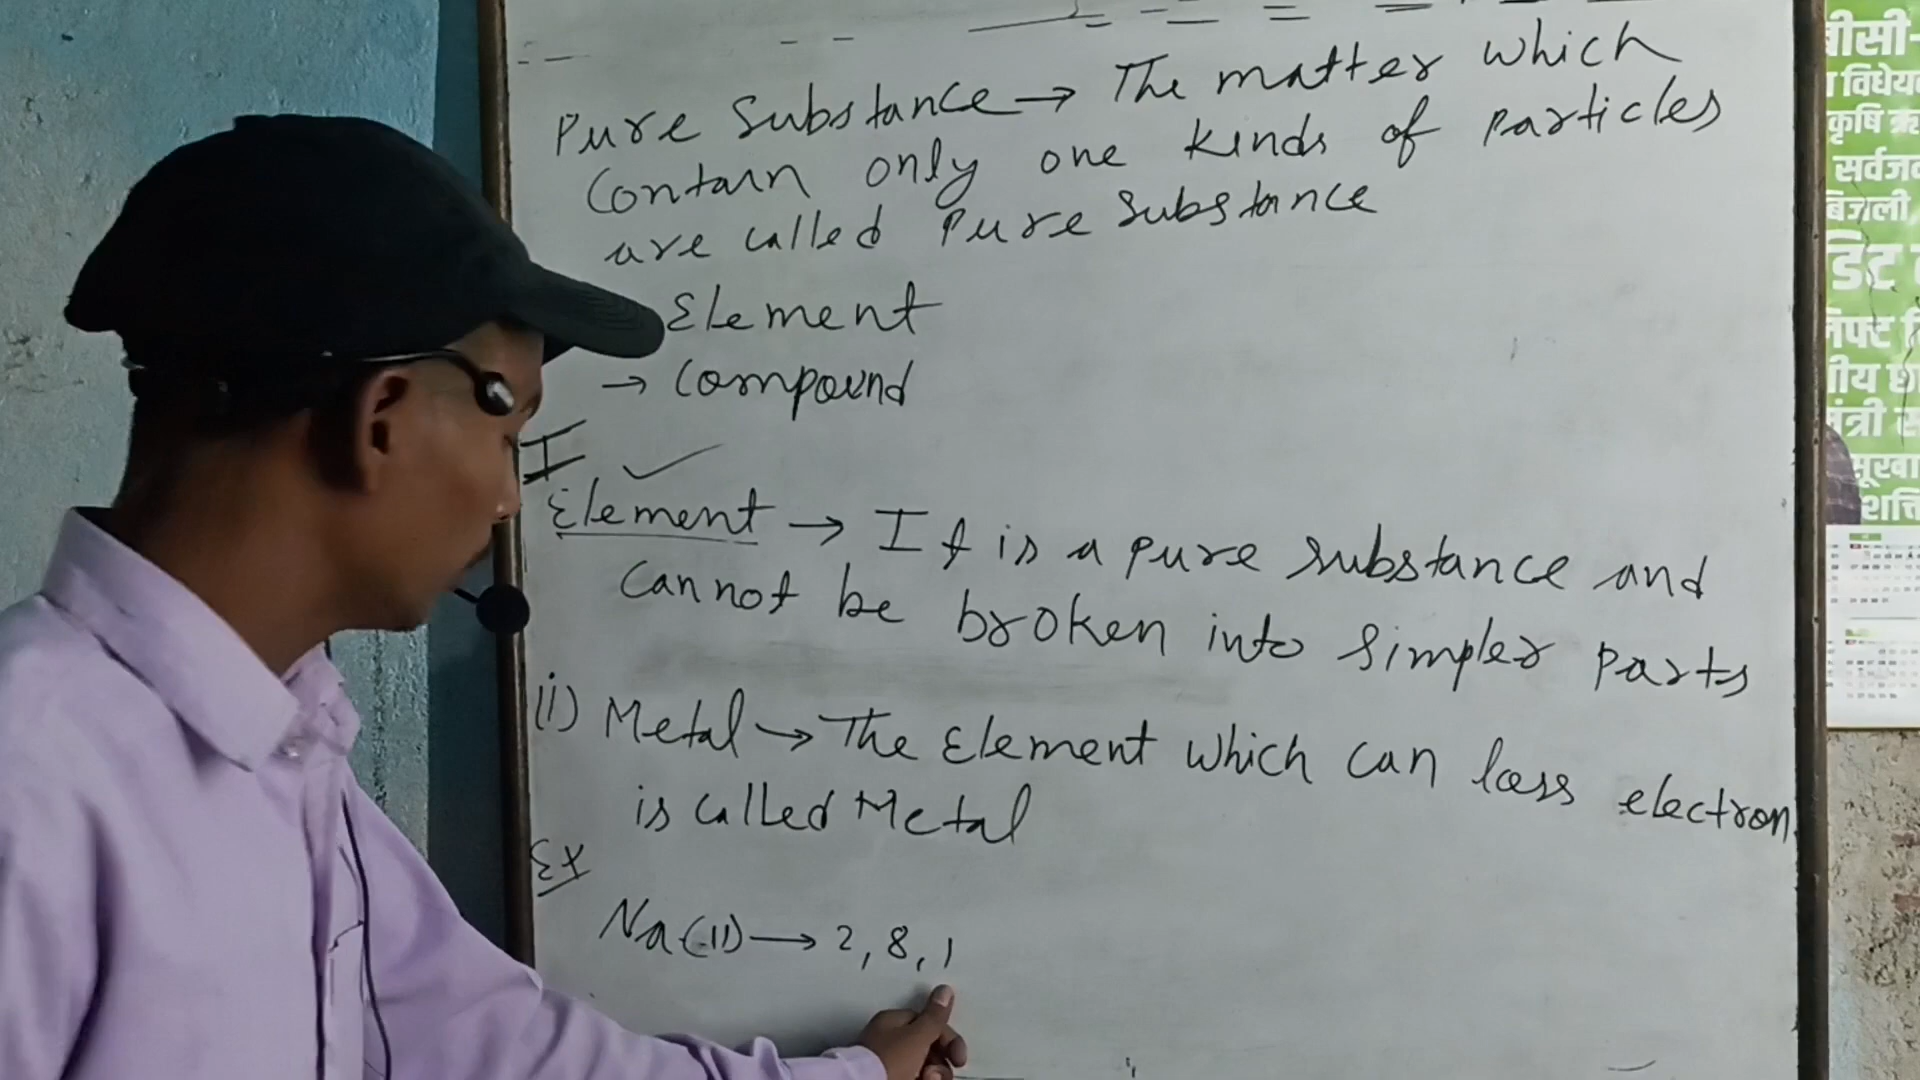 Pure Substance → The matter which
Contain only one kinds of particles
are called Pure Substance
Element
→ Compound
I
Element → It is a pure substance and
Cannot be broken into simpler parts
(i) Metal → The Element which can loss electron
is called Metal
Ex
Na(11) → 2, 8, 1
कृषि
बिजली